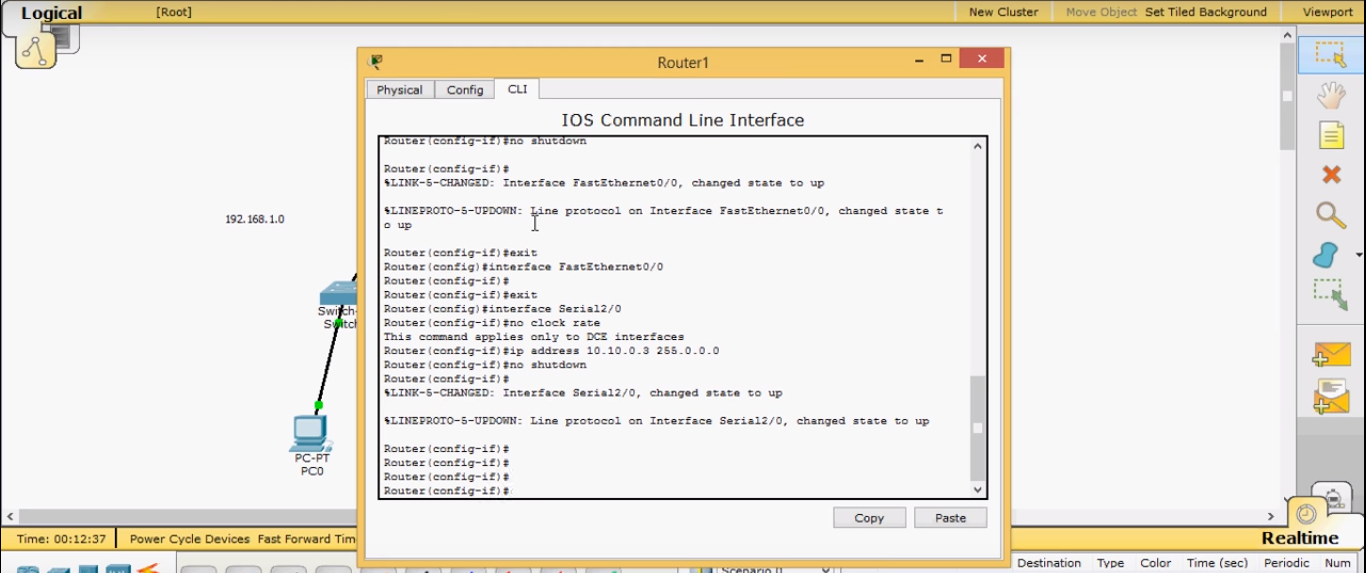 Logical
[Root]
New Cluster
Move Object
Set Tiled Background
Viewport
Router1
Physical
Config
CLI
IOS Command Line Interface
Router(config-if)#no shutdown
Router(config-if)#
%LINK-5-CHANGED: Interface FastEthernet0/0, changed state to up
%LINEPROTO-5-UPDOWN: Line protocol on Interface FastEthernet0/0, changed state t
o up
Router(config-if)#exit
Router(config)#interface FastEthernet0/0
Router(config-if)#
Router(config-if)#exit
Router(config)#interface Serial2/0
Router(config-if)#no clock rate
This command applies only to DCE interfaces
Router(config-if)#ip address 10.10.0.3 255.0.0.0
Router(config-if)#no shutdown
Router(config-if)#
%LINK-5-CHANGED: Interface Serial2/0, changed state to up
%LINEPROTO-5-UPDOWN: Line protocol on Interface Serial2/0, changed state to up
Router(config-if)#
Router(config-if)#
Router(config-if)#
Router(config-if)#
Copy
Paste
192.168.1.0
PC-PT
PC0
Time: 00:12:37
Power Cycle Devices
Fast Forward Tim
Realtime
Destination
Type
Color
Time (sec)
Periodic
Num